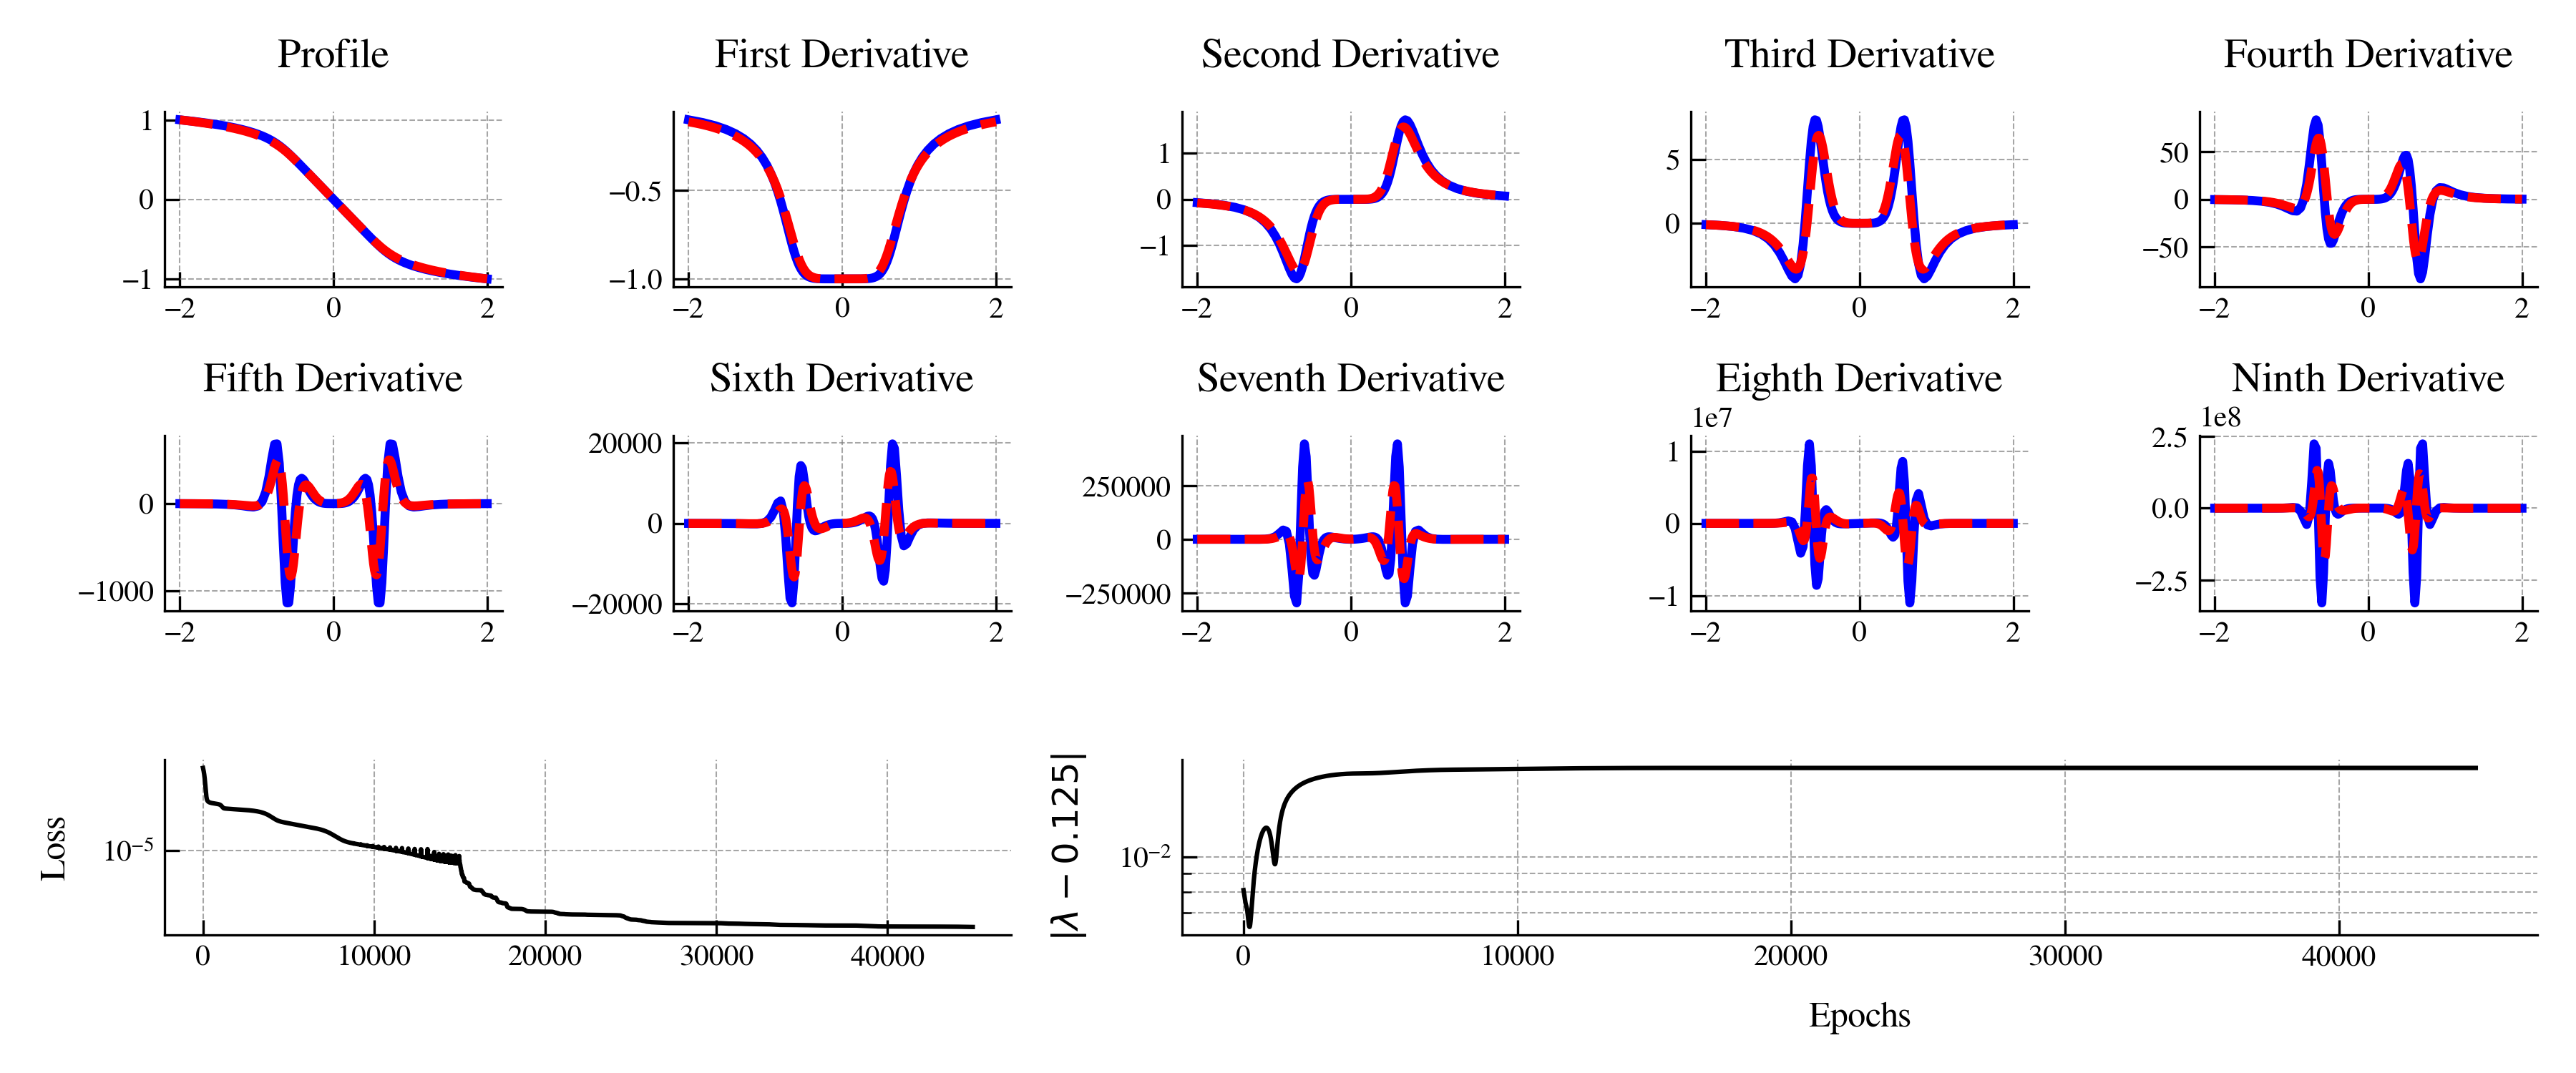 Profile
First Derivative
Second Derivative
Third Derivative
Fourth Derivative
1
0
−1
−2 0 2
−0.5
−1.0
−2 0 2
1
0
−1
−2 0 2
5
0
−2 0 2
50
0
−50
−2 0 2
Fifth Derivative
Sixth Derivative
Seventh Derivative
Eighth Derivative
Ninth Derivative
0
−1000
−2 0 2
20000
0
−20000
−2 0 2
250000
0
−250000
−2 0 2
1e7
1
0
−1
−2 0 2
1e8
2.5
0.0
−2.5
−2 0 2
Loss
10⁻⁵
0 10000 20000 30000 40000
|λ − 0.125|
10⁻²
0 10000 20000 30000 40000
Epochs